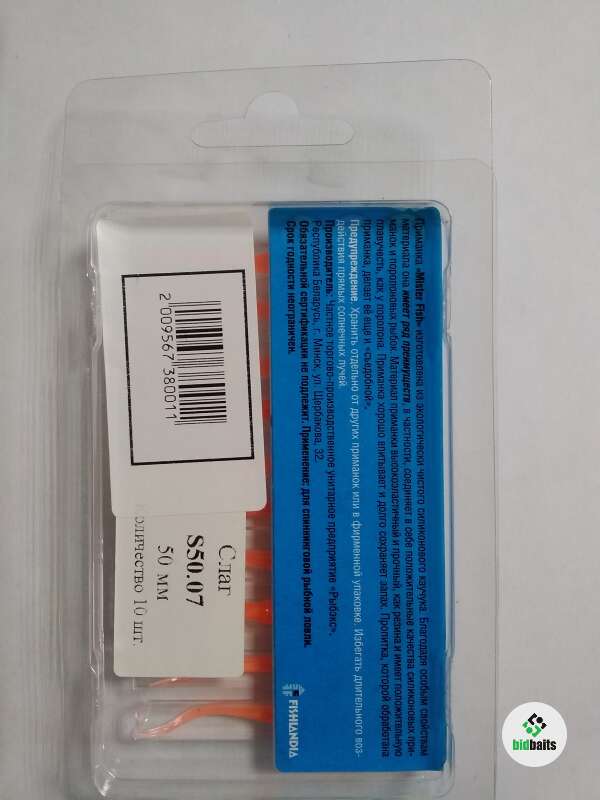 Приманка «Mister Fish» изготовлена из экологически чистого силиконового каучука. Благодаря особым свойствам
материала она имеет ряд преимуществ, в частности, соединяет в себе положительные качества силиконовых при-
манок и поролоновых рыбок. Материал приманки высокоэластичный и прочный, как резина и имеет положительную
плавучесть, как у поролона. Приманка хорошо впитывает и долго сохраняет запах. Пропитка, которой обработана
приманка, делает её еще и «съедобной».
Предупреждение. Хранить отдельно от других приманок или в фирменной упаковке. Избегать длительного воз-
действия прямых солнечных лучей.
Производитель: Частное торгово-производственное унитарное предприятие «Рыбэкс»,
Республика Беларусь, г. Минск, ул. Щербакова, 32.
Обязательной сертификации не подлежит. Применение: для спиннинговой рыбной ловли.
Срок годности неограничен.
FISHLANDIA
2 009567 380011
Слаг
S50.07
50 мм
количество 10 шт.
bidbaits